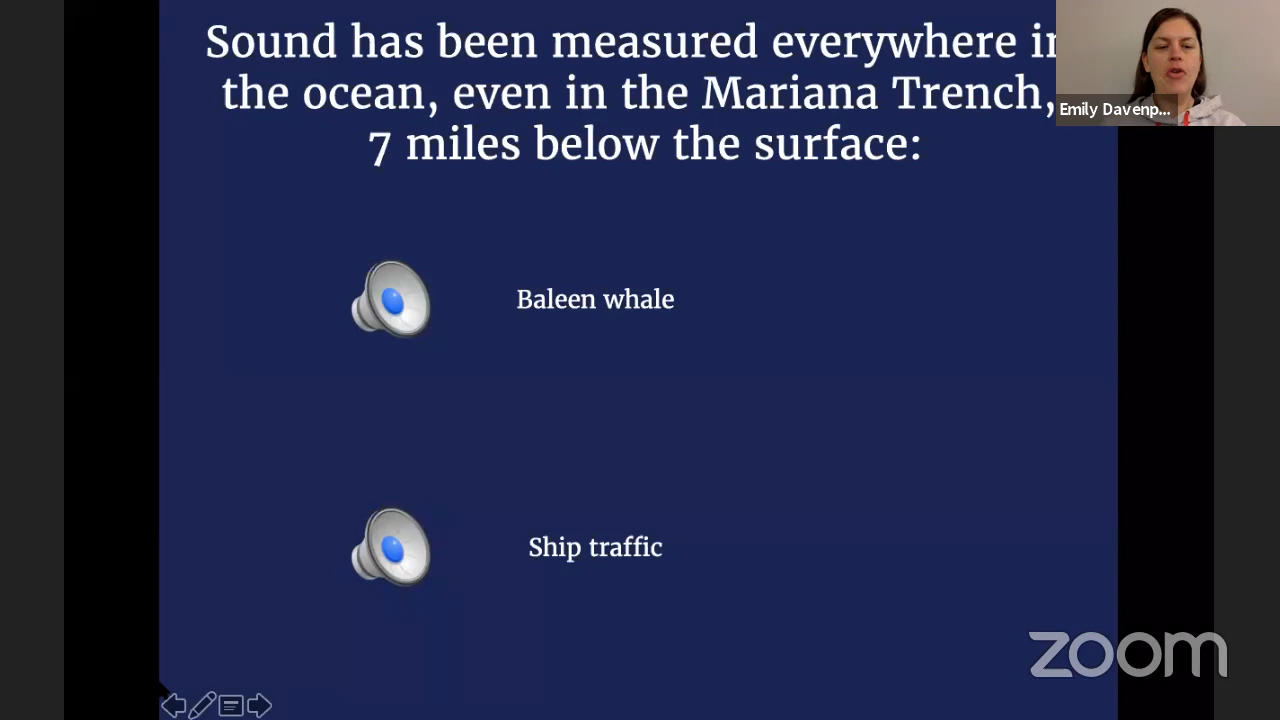 Sound has been measured everywhere in
the ocean, even in the Mariana Trench,
7 miles below the surface:
Emily Davenp...
Baleen whale
Ship traffic
zoom